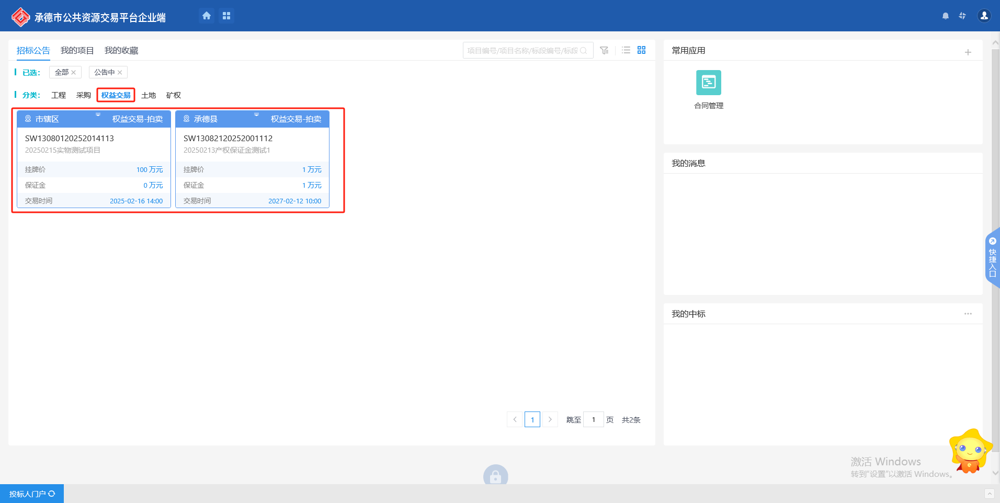 承德市公共资源交易平台企业端
招标公告 我的项目 我的收藏
项目编号/项目名称/标段编号/标段
已选： 全部 公告中
分类： 工程 采购 权益交易 土地 矿权
市辖区 权益交易-拍卖
SW13080120252014113
20250215实物测试项目
挂牌价 100 万元
保证金 0 万元
交易时间 2025-02-16 14:00
承德县 权益交易-拍卖
SW13082120252001112
20250213产权保证金测试1
挂牌价 1 万元
保证金 1 万元
交易时间 2027-02-12 10:00
1 跳至 1 页 共2条
常用应用
合同管理
我的消息
我的中标
快捷入口
激活 Windows
转到"设置"以激活 Windows。
投标人门户